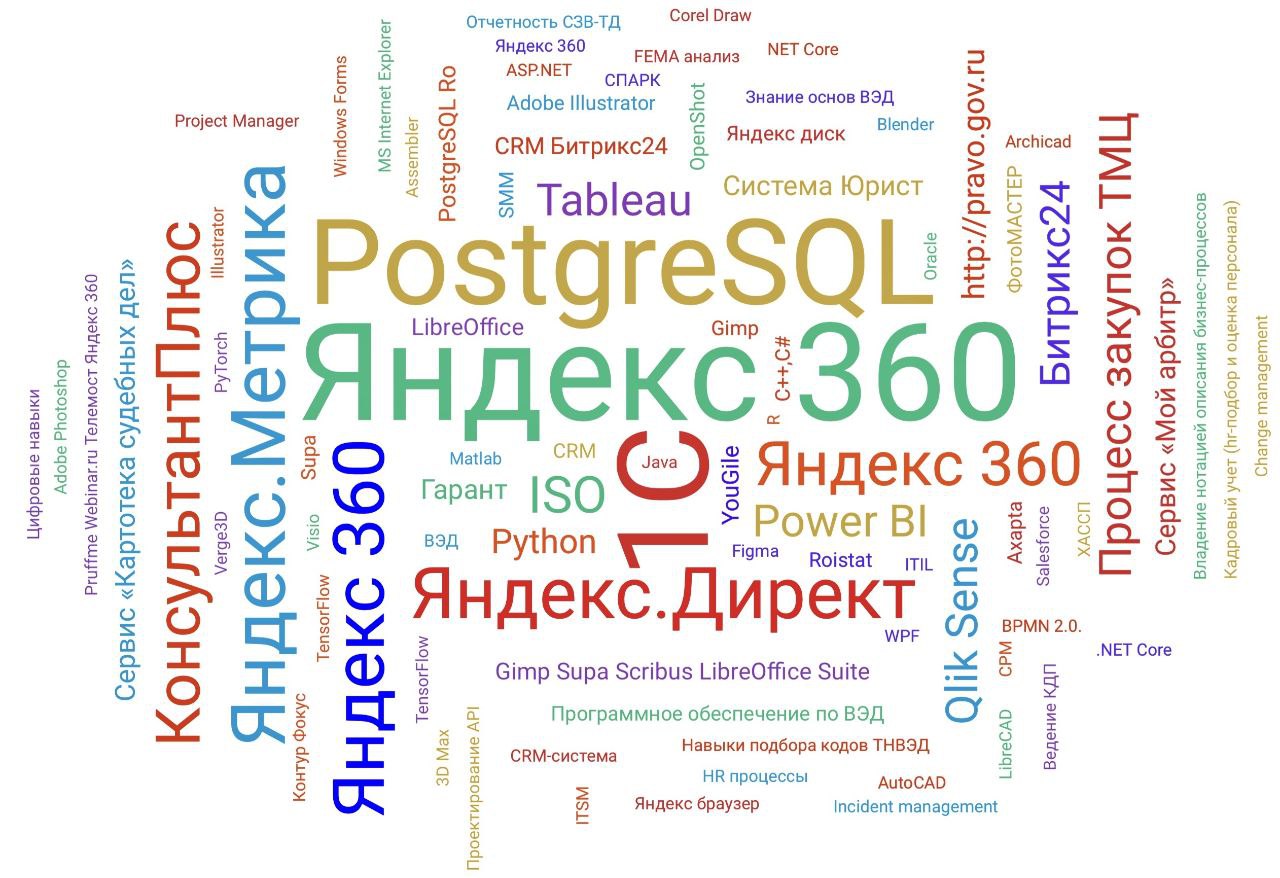 Отчетность СЗВ-ТД
Corel Draw
Яндекс 360
FEMA анализ
NET Core
ASP.NET
СПАРК
Adobe Illustrator
Знание основ ВЭД
Project Manager
Windows Forms
MS Internet Explorer
Assembler
PostgreSQL Ro
OpenShot
CRM Битрикс24
Яндекс диск
Blender
Archicad
http://pravo.gov.ru
ФотоМАСТЕР
SMM
Tableau
Система Юрист
PostgreSQL
Oracle
Битрикс24
Процесс закупок ТМЦ
Сервис «Мой арбитр»
Владение нотацией описания бизнес-процессов
Кадровый учет (hr-подбор и оценка персонала)
Change management
Цифровые навыки
Adobe Photoshop
Pruffme Webinar.ru Телемост Яндекс 360
Сервис «Картотека судебных дел»
КонсультантПлюс
Illustrator
PyTorch
Verge3D
Яндекс.Метрика
LibreOffice
Gimp
C++,C#
Яндекс 360
R
Supa
Visio
TensorFlow
Контур Фокус
Яндекс 360
Matlab
CRM
1С
Java
YouGile
Яндекс 360
Гарант
ISO
Power BI
ВЭД
Python
Figma
Roistat
ITIL
Qlik Sense
Ахарта
Salesforce
ХАССП
Яндекс.Директ
WPF
BPMN 2.0.
.NET Core
CPM
Ведение КДП
LibreCAD
TensorFlow
Gimp Supa Scribus LibreOffice Suite
Программное обеспечение по ВЭД
3D Max
Проектирование API
CRM-система
Навыки подбора кодов ТНВЭД
HR процессы
AutoCAD
ITSM
Яндекс браузер
Incident management